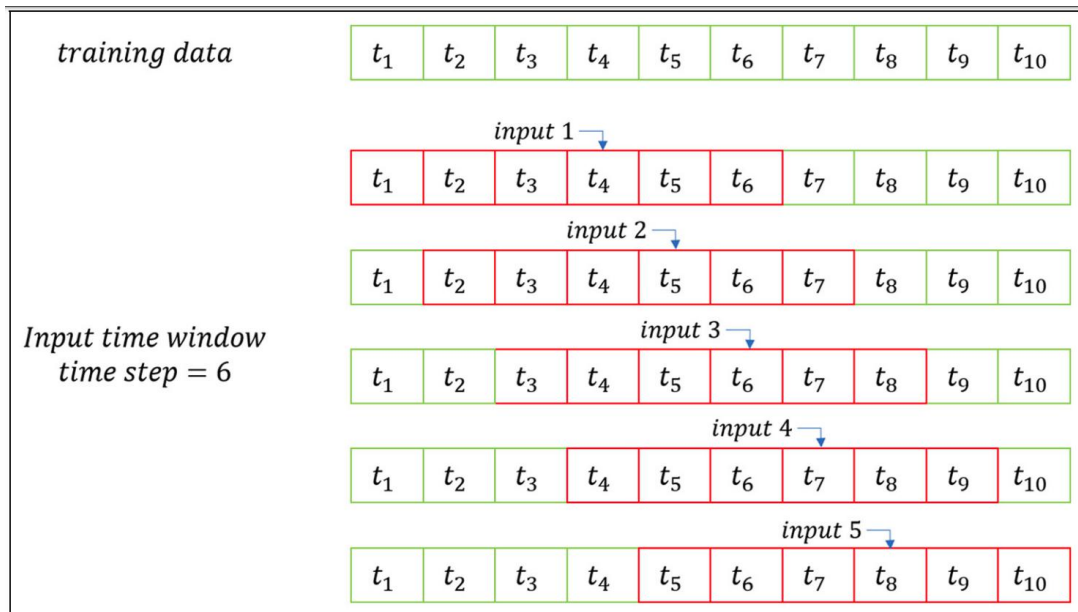 training data t₁ t₂ t₃ t₄ t₅ t₆ t₇ t₈ t₉ t₁₀
input 1
t₁ t₂ t₃ t₄ t₅ t₆ t₇ t₈ t₉ t₁₀
input 2
t₁ t₂ t₃ t₄ t₅ t₆ t₇ t₈ t₉ t₁₀
Input time window
time step = 6
input 3
t₁ t₂ t₃ t₄ t₅ t₆ t₇ t₈ t₉ t₁₀
input 4
t₁ t₂ t₃ t₄ t₅ t₆ t₇ t₈ t₉ t₁₀
input 5
t₁ t₂ t₃ t₄ t₅ t₆ t₇ t₈ t₉ t₁₀